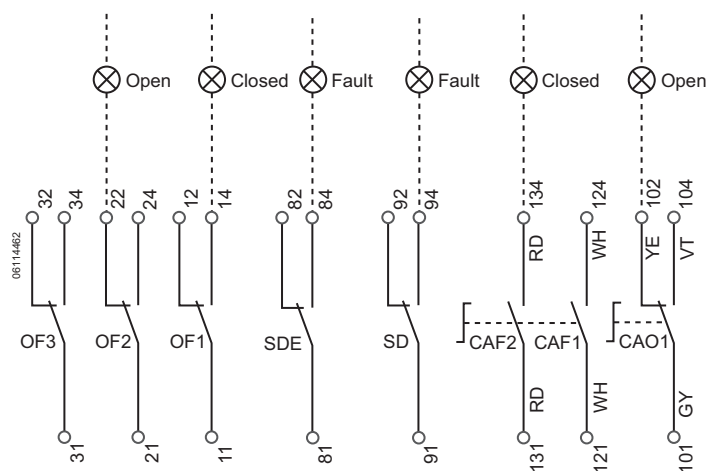 Open
Closed
Fault
Fault
Closed
Open
32
34
22
24
12
14
82
84
92
94
134
124
102
104
06114462
RD
WH
YE
VT
OF3
OF2
OF1
SDE
SD
CAF2
CAF1
CAO1
RD
WH
GY
31
21
11
81
91
131
121
101